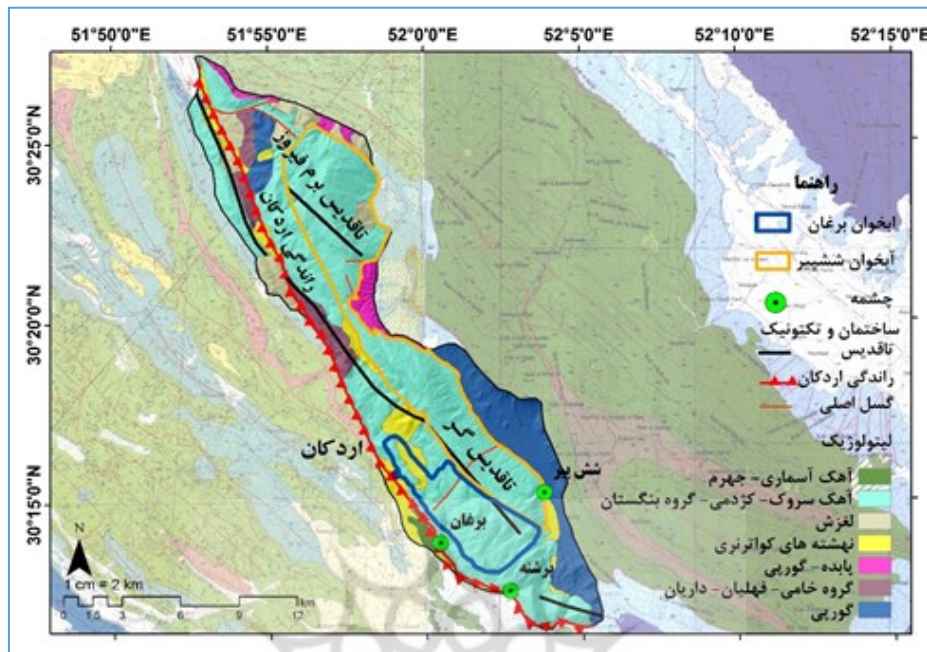 51°50'0"E 51°55'0"E 52°0'0"E 52°5'0"E 52°10'0"E 52°15'0"E
30°25'0"N
30°20'0"N
30°15'0"N
تاقدیس برم فیروز
راندگی اردکان
تاقدیس گر
اردکان
شش پیر
برغان
برشنه
N
1 cm = 2 km
0 1.5 3 6 9 12
km
راهنما
ابخوان برغان
آبخوان ششپیر
چشمه
ساختمان و تکتونیک
تاقدیس
راندگی اردکان
گسل اصلی
لیتولوژیک
آهک آسماری- جهرم
آهک سروک- کژدمی- گروه بنگستان
لغزش
نهشته های کواترنری
پابده- گورپی
گروه خامی- فهلیان- داریان
گورپی